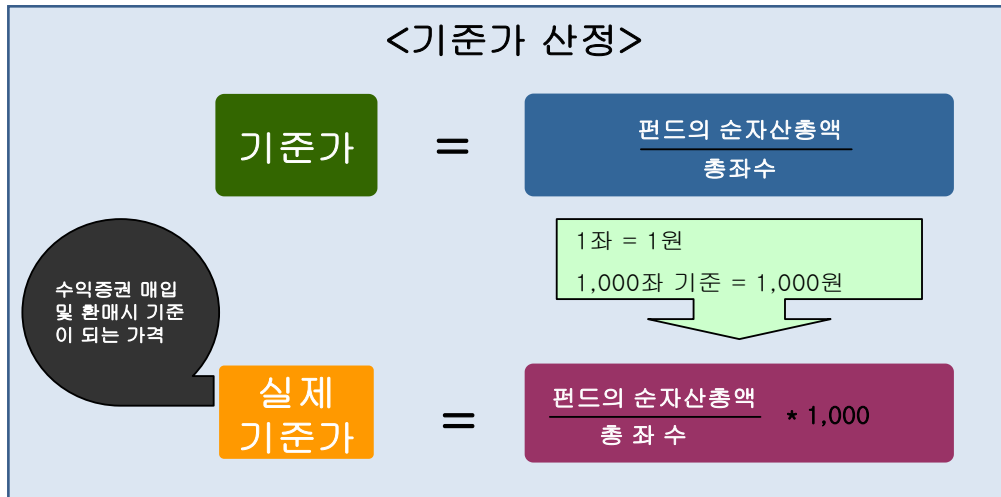 <기준가 산정>
기준가
=
펀드의 순자산총액
총좌수
1좌 = 1원
1,000좌 기준 = 1,000원
수익증권 매입
및 환매시 기준
이 되는 가격
실제
기준가
=
펀드의 순자산총액
총 좌 수
* 1,000